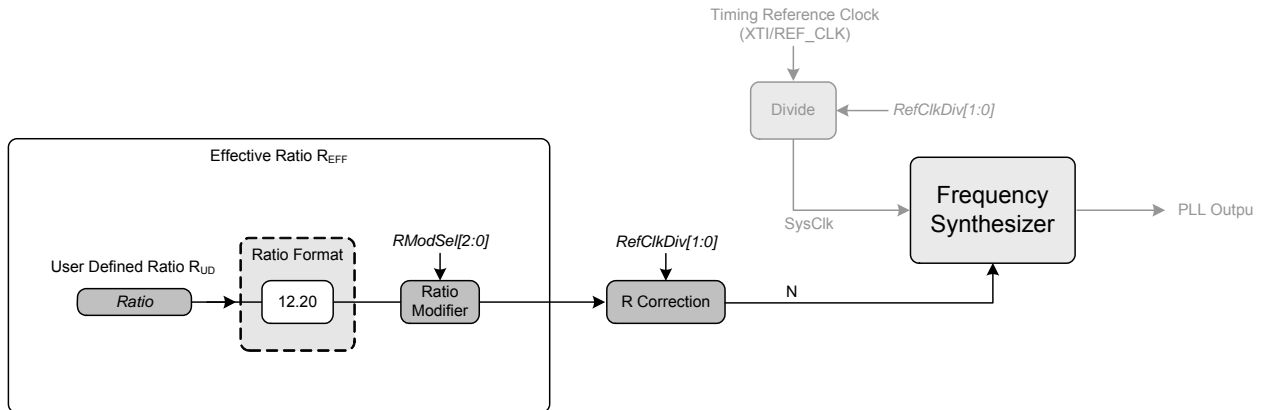 Timing Reference Clock
(XTI/REF_CLK)
Divide
RefClkDiv[1:0]
Effective Ratio REFF
Frequency
Synthesizer
PLL Outpu
SysClk
RModSel[2:0]
RefClkDiv[1:0]
Ratio Format
User Defined Ratio RUD
Ratio
12.20
Ratio
Modifier
R Correction
N